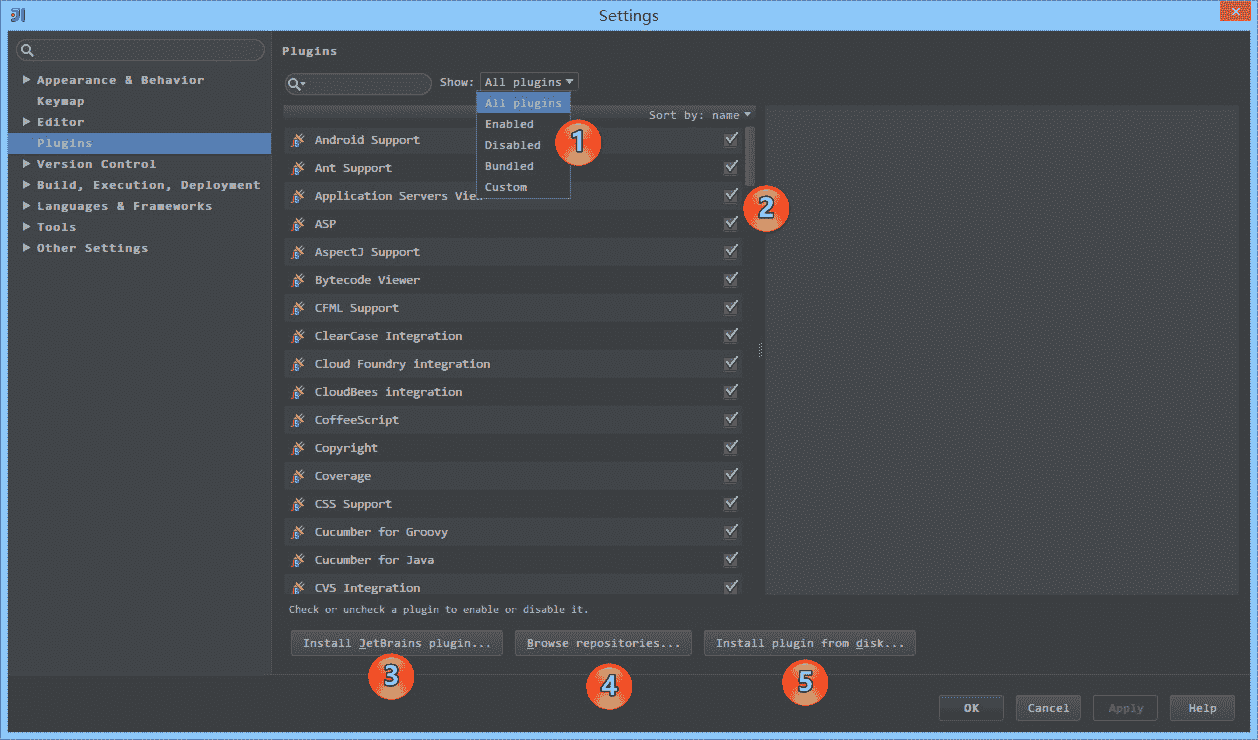 Settings
Plugins
Appearance & Behavior
Keymap
Editor
Plugins
Version Control
Build, Execution, Deployment
Languages & Frameworks
Tools
Other Settings
Show: All plugins
All plugins
Enabled
Disabled
Bundled
Custom
1
Sort by: name
2
Android Support
Ant Support
Application Servers View
ASP
AspectJ Support
Bytecode Viewer
CFML Support
ClearCase Integration
Cloud Foundry integration
CloudBees integration
CoffeeScript
Copyright
Coverage
CSS Support
Cucumber for Groovy
Cucumber for Java
CVS Integration
Check or uncheck a plugin to enable or disable it.
Install JetBrains plugin... Browse repositories... Install plugin from disk...
3 4 5
OK Cancel Apply Help